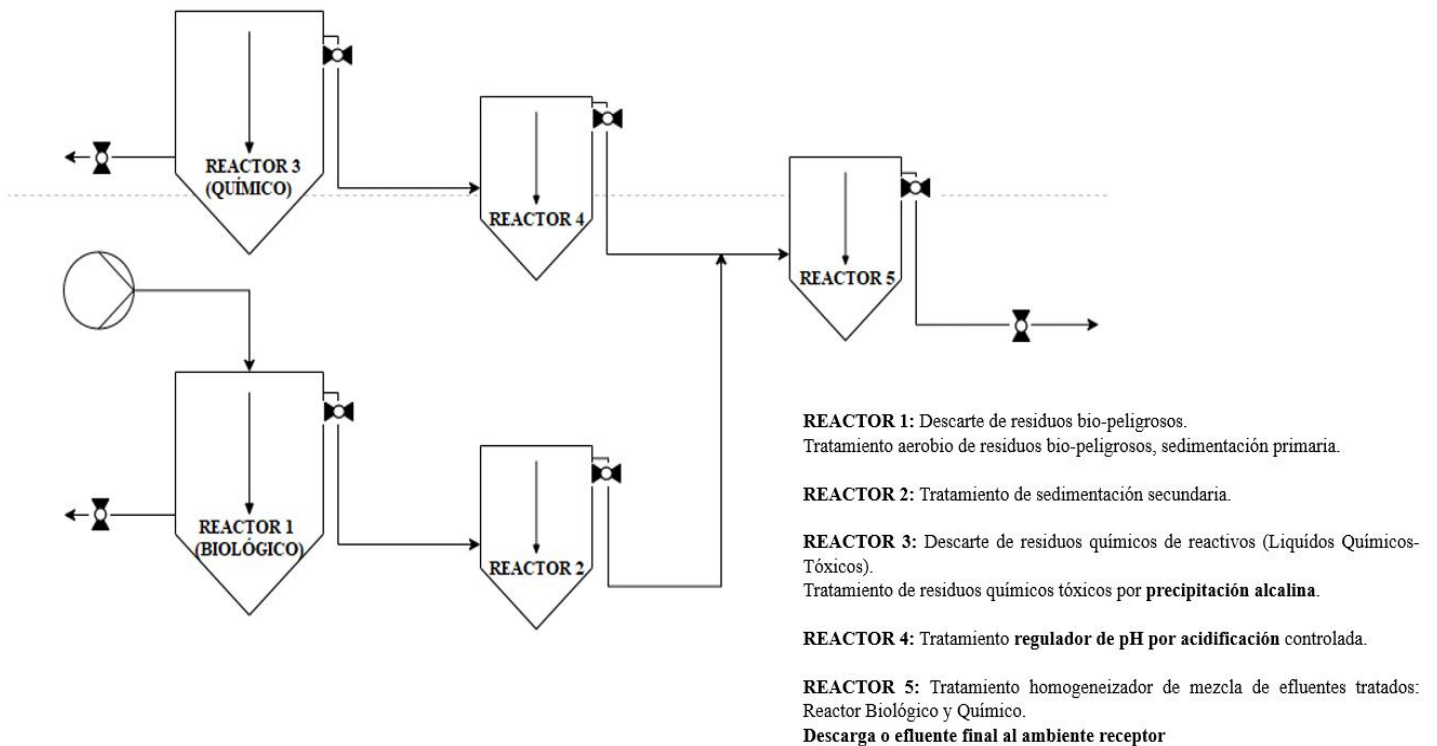 REACTOR 3
(QUÍMICO)
REACTOR 4
REACTOR 5
REACTOR 1
(BIOLÓGICO)
REACTOR 2
REACTOR 1: Descarte de residuos bio-peligrosos.
Tratamiento aerobio de residuos bio-peligrosos, sedimentación primaria.
REACTOR 2: Tratamiento de sedimentación secundaria.
REACTOR 3: Descarte de residuos químicos de reactivos (Liquídos Químicos-
Tóxicos).
Tratamiento de residuos químicos tóxicos por precipitación alcalina.
REACTOR 4: Tratamiento regulador de pH por acidificación controlada.
REACTOR 5: Tratamiento homogeneizador de mezcla de efluentes tratados:
Reactor Biológico y Químico.
Descarga o efluente final al ambiente receptor